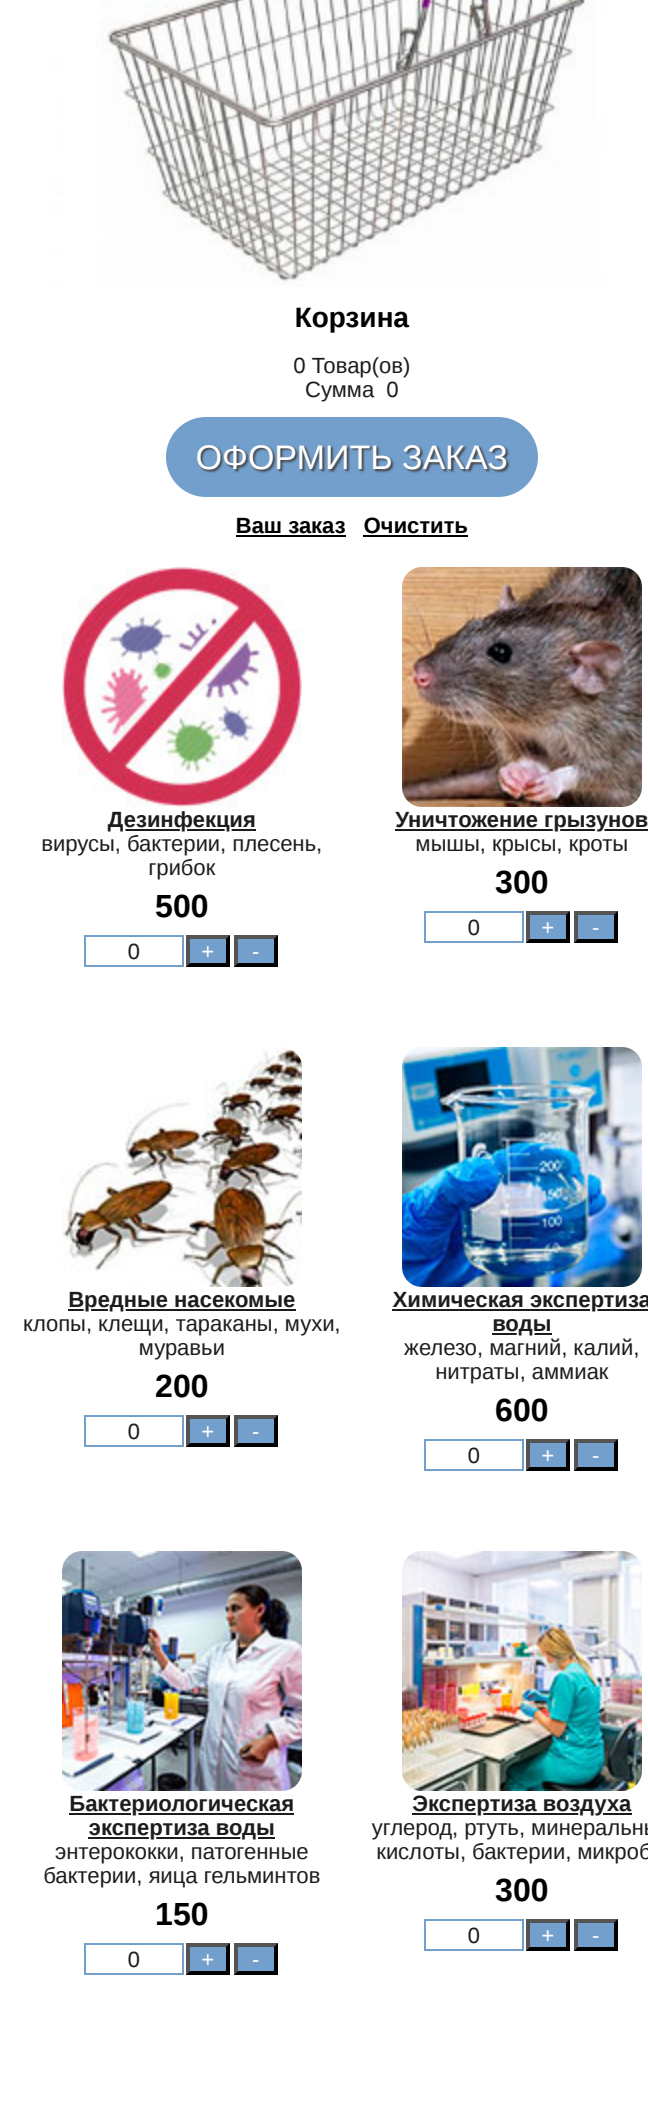 Корзина
0 Товар(ов)
Сумма 0
ОФОРМИТЬ ЗАКАЗ
Ваш заказ Очистить
Дезинфекция
вирусы, бактерии, плесень,
грибок
500
0 + -
Уничтожение грызунов
мышы, крысы, кроты
300
0 + -
Вредные насекомые
клопы, клещи, тараканы, мухи,
муравьи
200
0 + -
200
100
Химическая экспертиза
воды
железо, магний, калий,
нитраты, аммиак
600
0 + -
Бактериологическая
экспертиза воды
энтерококки, патогенные
бактерии, яица гельминтов
150
0 + -
Экспертиза воздуха
углерод, ртуть,
кислоты, бактерии,
300
0 + -